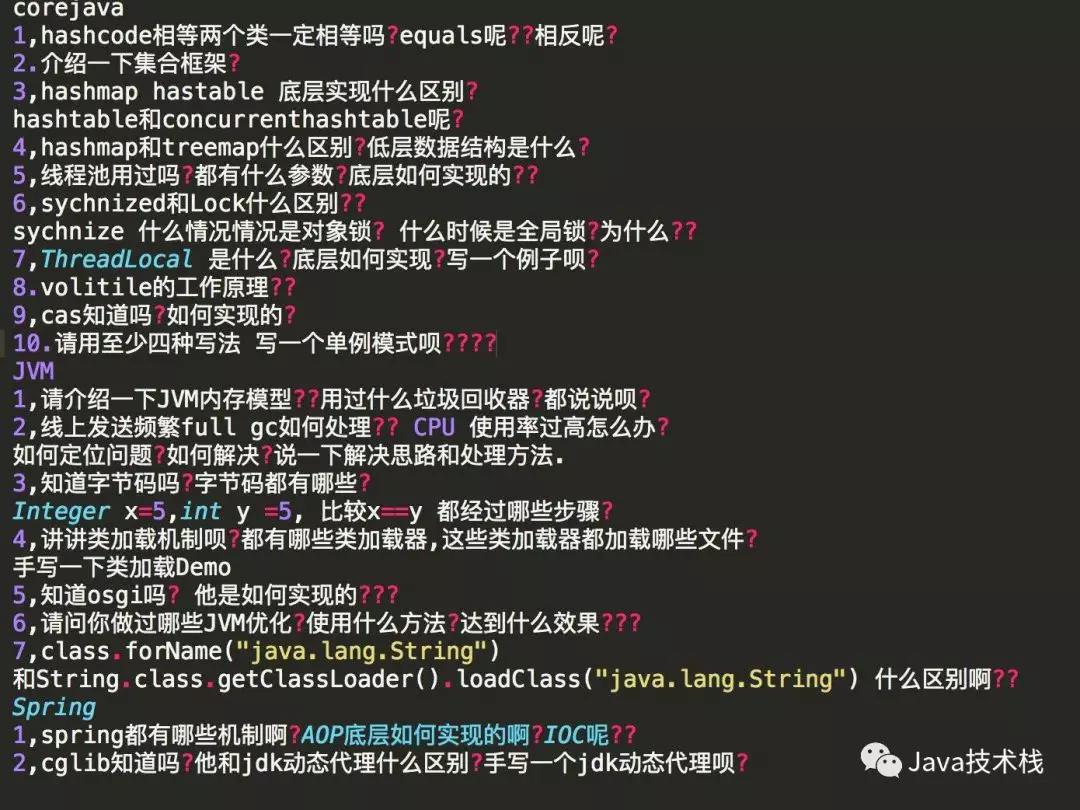 corejava
1,hashcode相等两个类一定相等吗?equals呢??相反呢?
2.介绍一下集合框架?
3,hashmap hastable 底层实现什么区别?
hashtable和concurrenthashtable呢?
4,hashmap和treemap什么区别?低层数据结构是什么?
5,线程池用过吗?都有什么参数?底层如何实现的??
6,sychnized和Lock什么区别??
sychnize 什么情况情况是对象锁? 什么时候是全局锁?为什么??
7,ThreadLocal 是什么?底层如何实现?写一个例子呗?
8.volitile的工作原理??
9,cas知道吗?如何实现的?
10.请用至少四种写法 写一个单例模式呗????
JVM
1,请介绍一下JVM内存模型??用过什么垃圾回收器?都说说呗?
2,线上发送频繁full gc如何处理?? CPU 使用率过高怎么办?
如何定位问题?如何解决?说一下解决思路和处理方法.
3,知道字节码吗?字节码都有哪些?
Integer x=5,int y =5, 比较x==y 都经过哪些步骤?
4,讲讲类加载机制呗?都有哪些类加载器,这些类加载器都加载哪些文件?
手写一下类加载Demo
5,知道osgi吗? 他是如何实现的???
6,请问你做过哪些JVM优化?使用什么方法?达到什么效果???
7,class.forName("java.lang.String")
和String.class.getClassLoader().loadClass("java.lang.String") 什么区别啊??
Spring
1,spring都有哪些机制啊?AOP底层如何实现的啊?IOC呢??
2,cglib知道吗?他和jdk动态代理什么区别?手写一个jdk动态代理呗?
Java技术栈